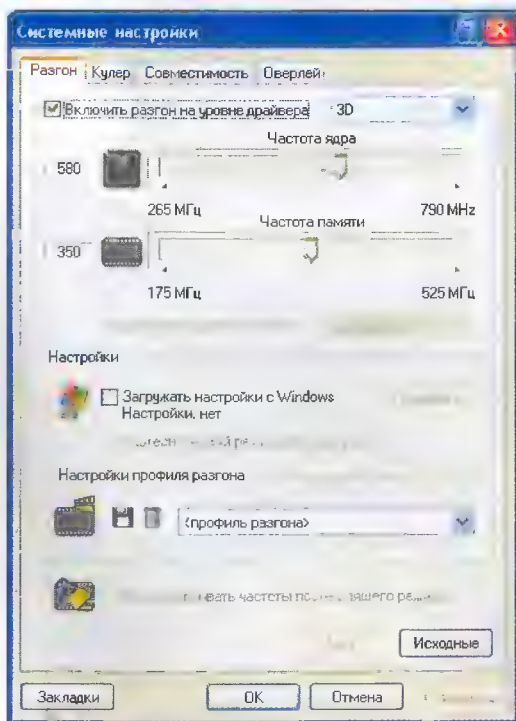 Системные настройки
Разгон Кулер Совместимость Оверлей
Включить разгон на уровне драйвера 3D
Частота ядра
580
265 МГц 790 MHz
Частота памяти
350
175 МГц 525 МГц
Настройки
Загружать настройки с Windows
Настройки. нет
Настройки профиля разгона
<профиль разгона>
частоты
Исходные
Закладки OK Отмена